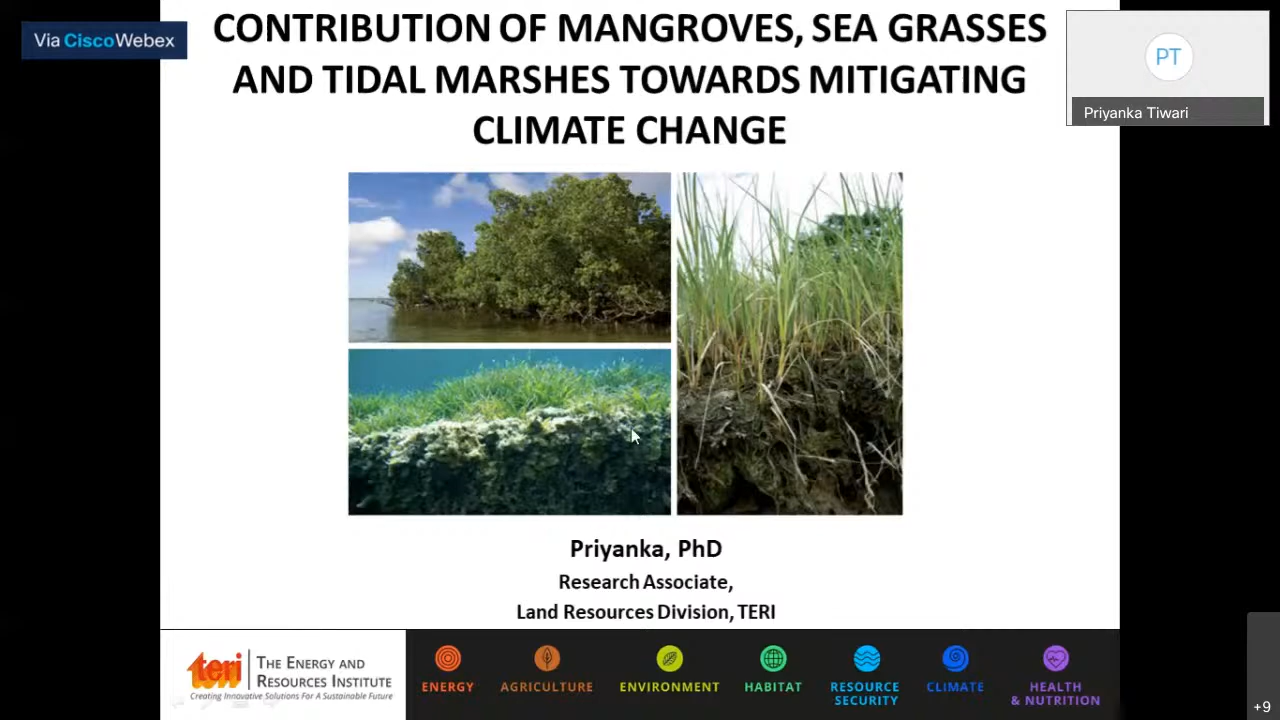 Via Cisco Webex
CONTRIBUTION OF MANGROVES, SEA GRASSES
AND TIDAL MARSHES TOWARDS MITIGATING
CLIMATE CHANGE
PT
Priyanka Tiwari
Priyanka, PhD
Research Associate,
Land Resources Division, TERI
teri
THE ENERGY AND
RESOURCES INSTITUTE
Creating Innovative Solutions For A Sustainable Future
ENERGY
AGRICULTURE
ENVIRONMENT
HABITAT
RESOURCE
SECURITY
CLIMATE
HEALTH
& NUTRITION
+9